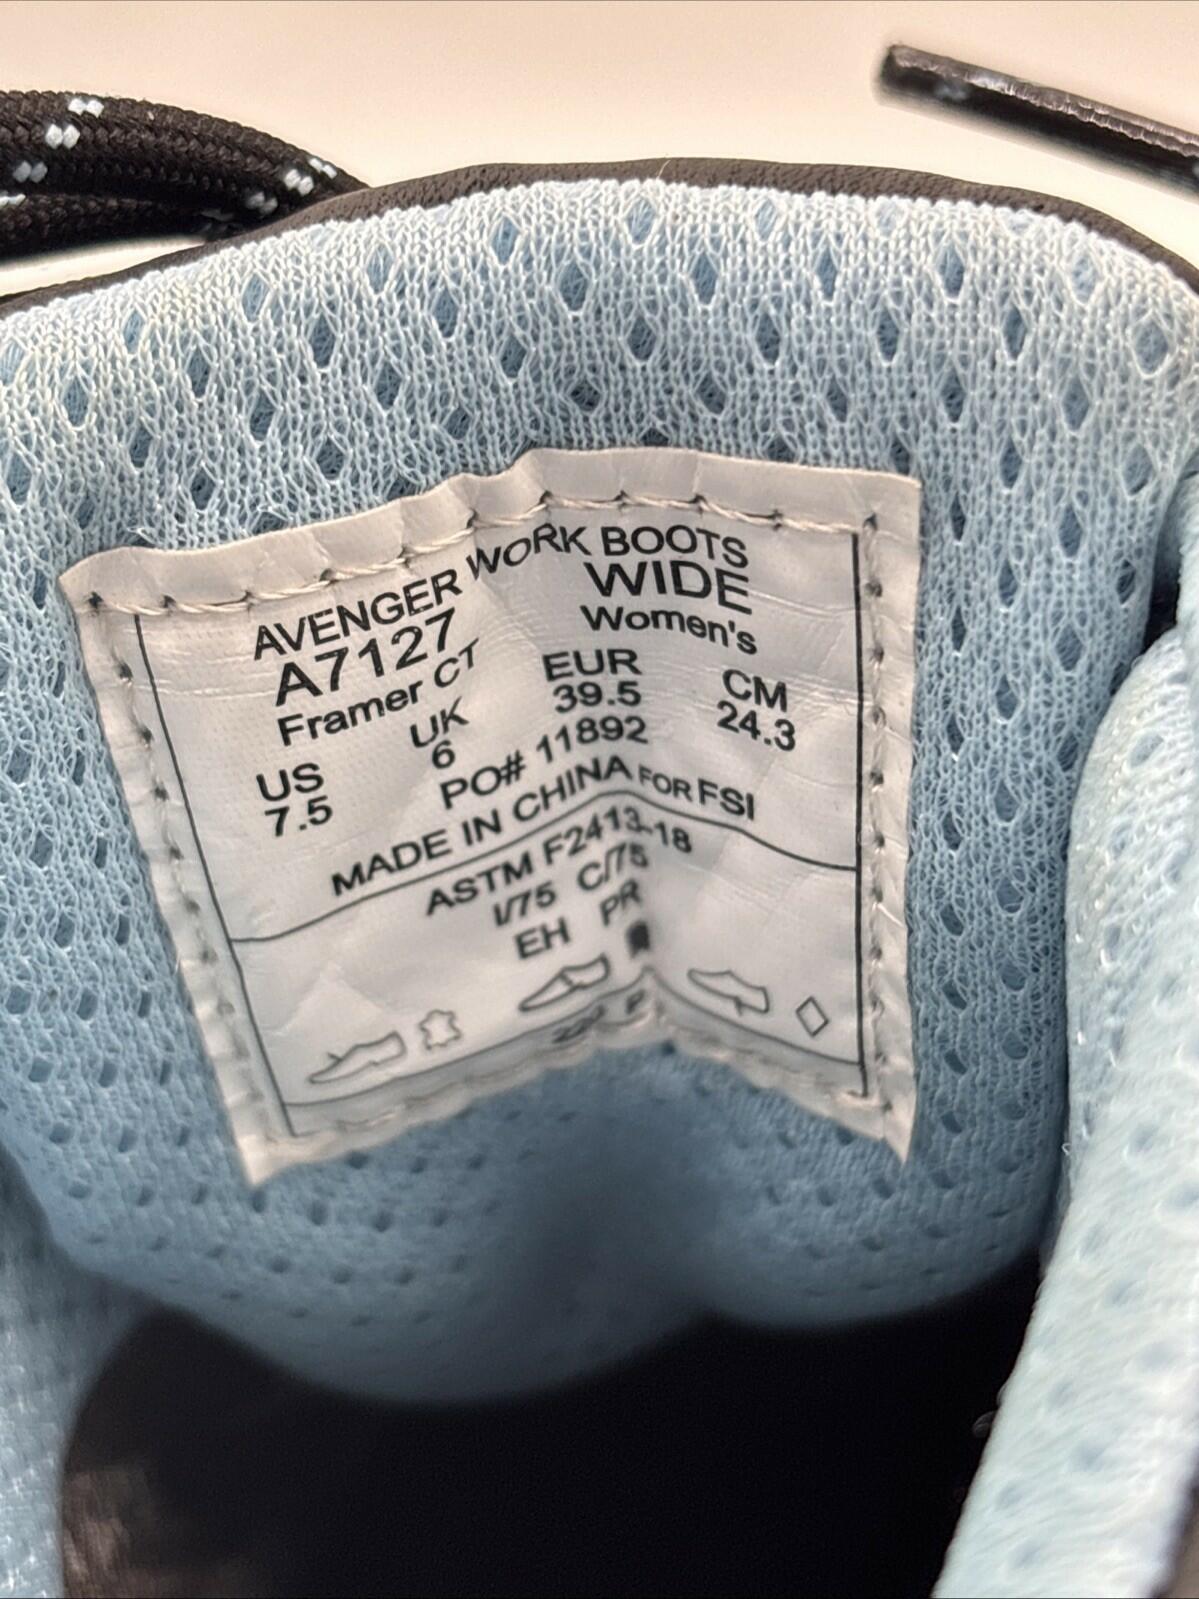 AVENGER WORK BOOTS
A7127 WIDE
Framer CT Women's
US UK EUR CM
7.5 6 39.5 24.3
PO# 11892
MADE IN CHINA FOR FSI
ASTM F2413-18
I/75 C/75
EH PR